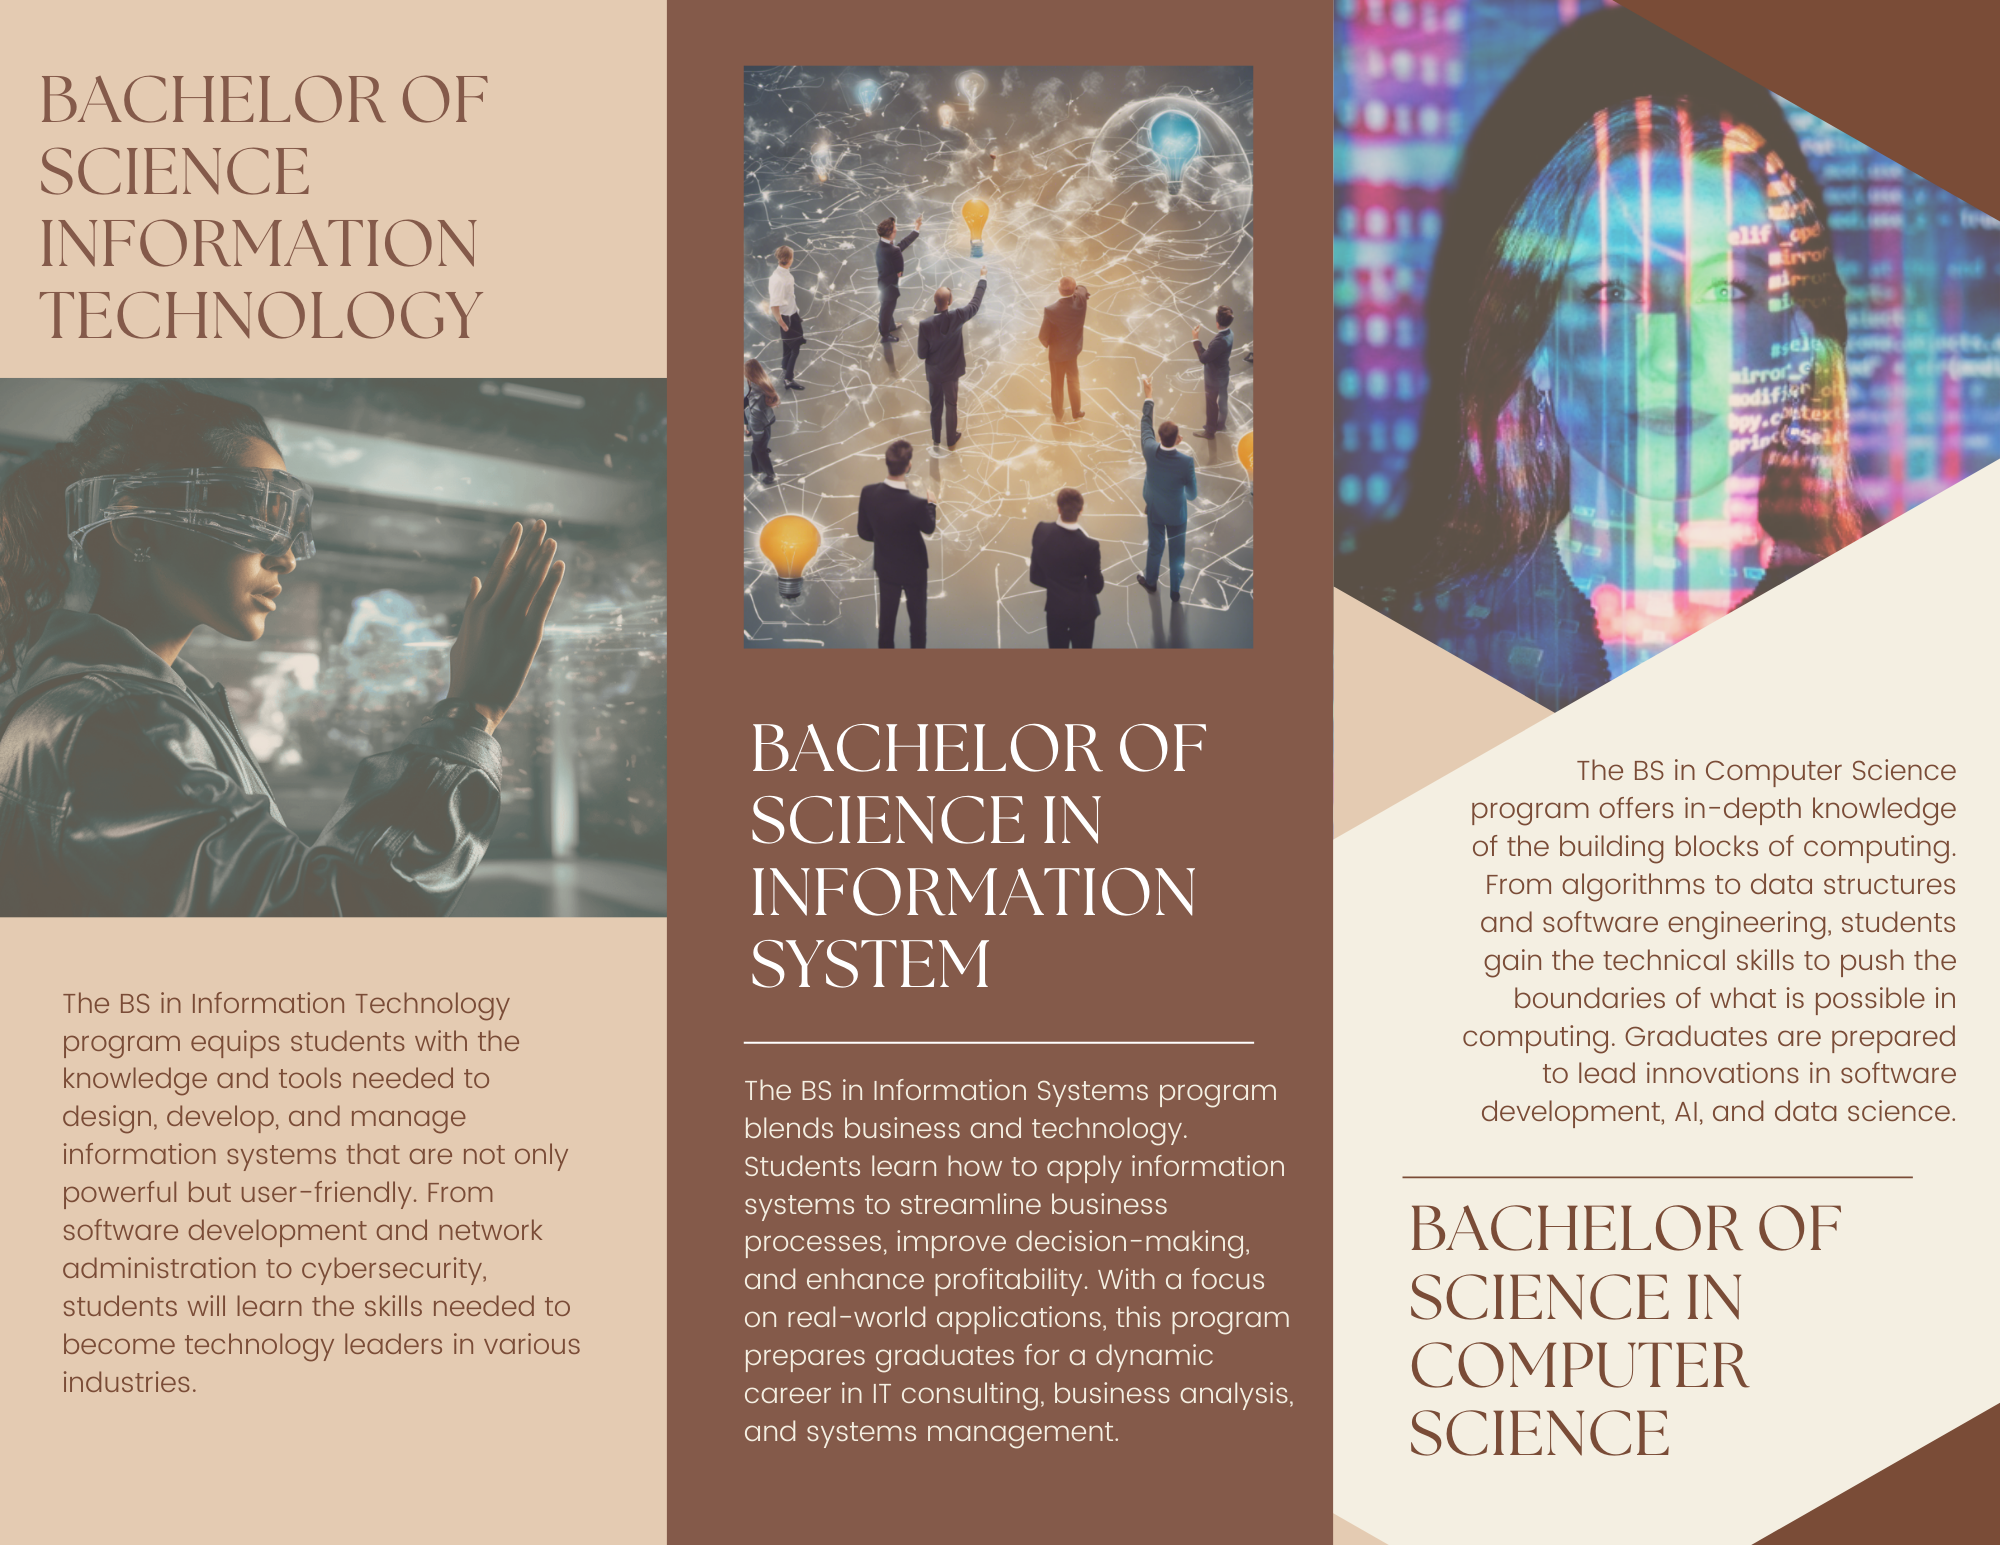 BACHELOR OF
SCIENCE
INFORMATION
TECHNOLOGY
The BS in Information Technology
program equips students with the
knowledge and tools needed to
design, develop, and manage
information systems that are not only
powerful but user-friendly. From
software development and network
administration to cybersecurity,
students will learn the skills needed to
become technology leaders in various
industries.
BACHELOR OF
SCIENCE IN
INFORMATION
SYSTEM
The BS in Information Systems program
blends business and technology.
Students learn how to apply information
systems to streamline business
processes, improve decision-making,
and enhance profitability. With a focus
on real-world applications, this program
prepares graduates for a dynamic
career in IT consulting, business analysis,
and systems management.
elif _ope
mirror
The BS in Computer Science
program offers in-depth knowledge
of the building blocks of computing.
From algorithms to data structures
and software engineering, students
gain the technical skills to push the
boundaries of what is possible in
computing. Graduates are prepared
to lead innovations in software
development, AI, and data science.
BACHELOR OF
SCIENCE IN
COMPUTER
SCIENCE